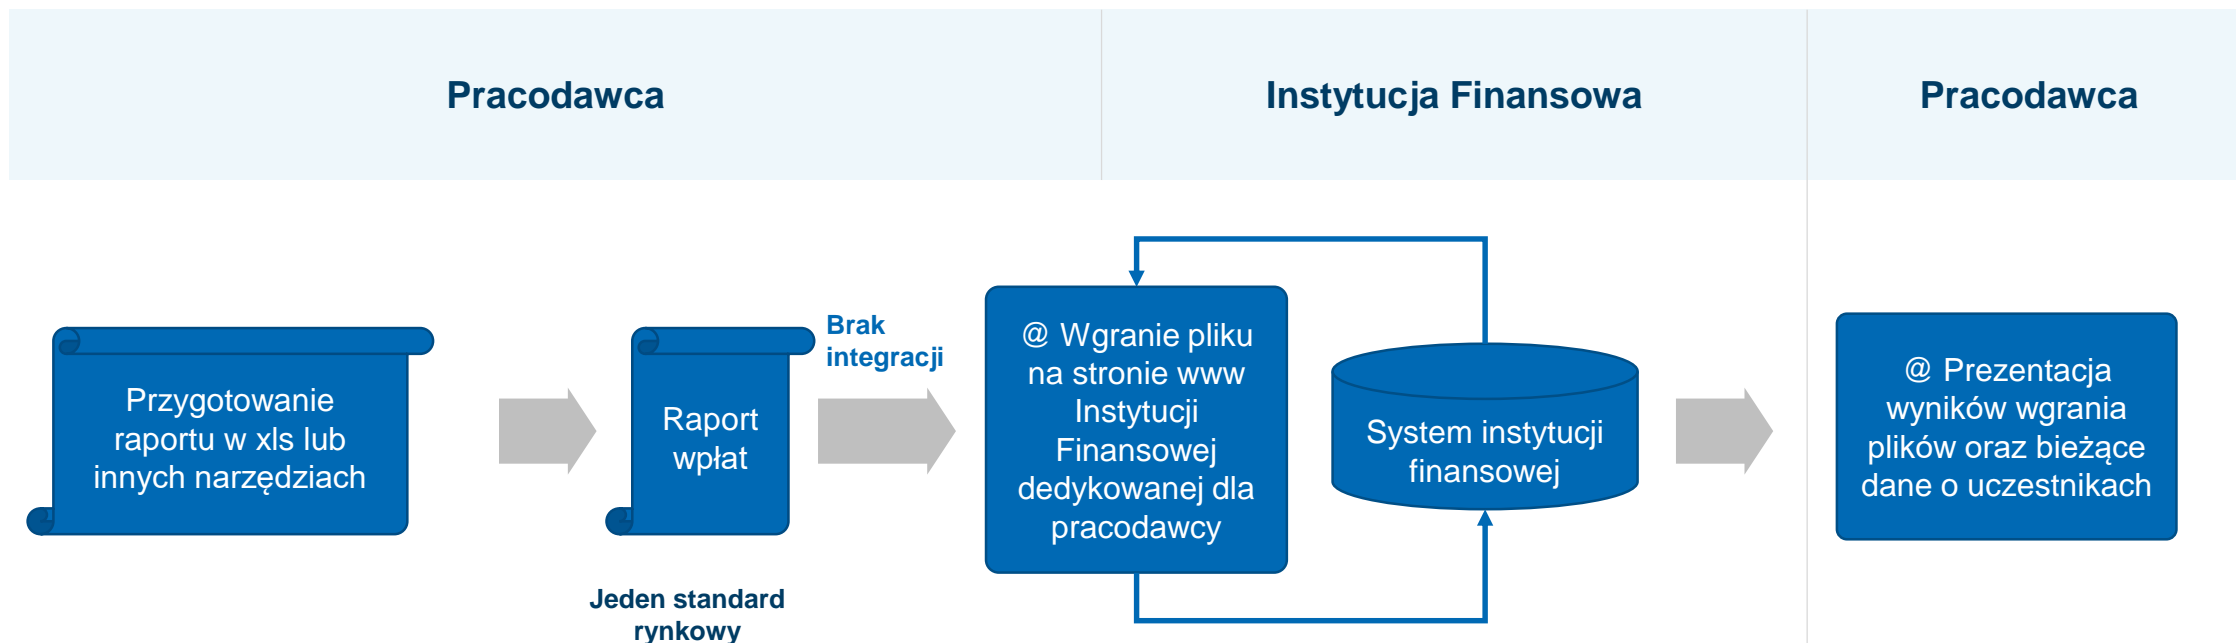 Pracodawca
Instytucja Finansowa
Pracodawca
Przygotowanie
raportu w xls lub
innych narzędziach
Raport
wpłat
Jeden standard
rynkowy
Brak
integracji
@ Wgranie pliku
na stronie www
Instytucji
Finansowej
dedykowanej dla
pracodawcy
System instytucji
finansowej
@ Prezentacja
wyników wgrania
plików oraz bieżące
dane o uczestnikach